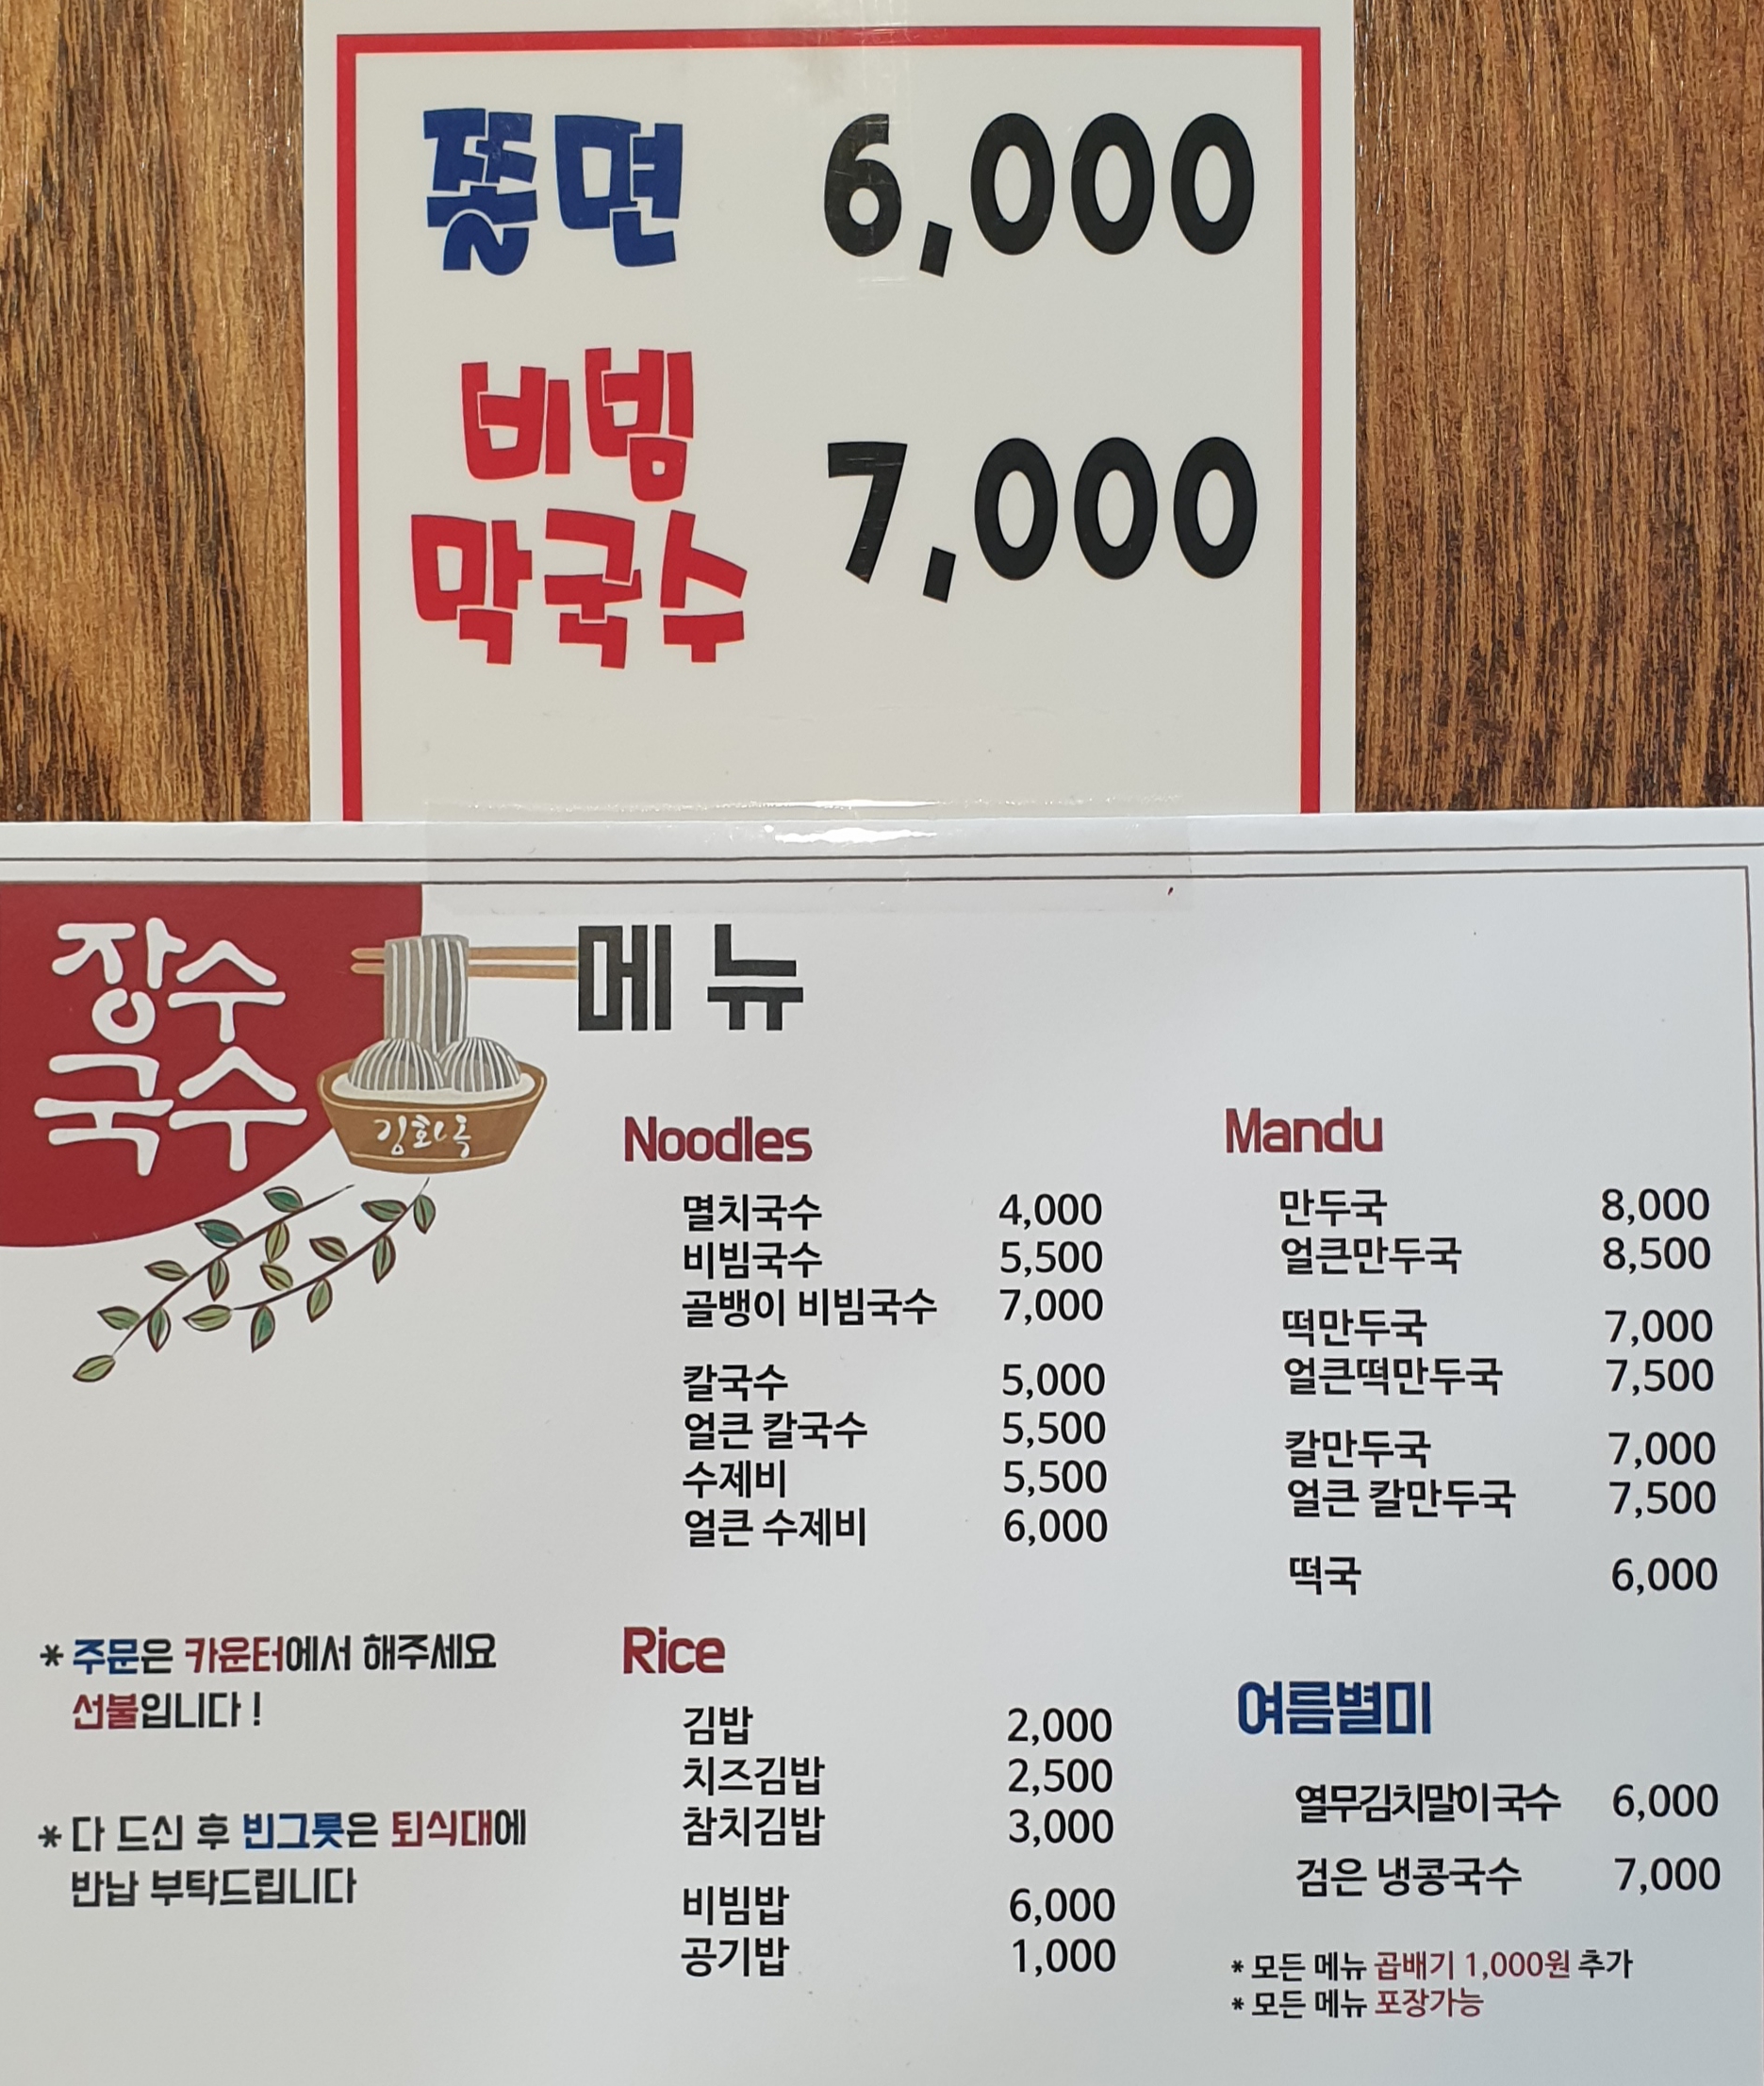 쫄면 6,000
비빔
막국수 7,000
장수
국수
김화옥
메뉴
Noodles
멸치국수 4,000
비빔국수 5,500
골뱅이 비빔국수 7,000
칼국수 5,000
얼큰 칼국수 5,500
수제비 5,500
얼큰 수제비 6,000
Mandu
만두국 8,000
얼큰만두국 8,500
떡만두국 7,000
얼큰떡만두국 7,500
칼만두국 7,000
얼큰 칼만두국 7,500
떡국 6,000
* 주문은 카운터에서 해주세요
선불입니다 !
* 다 드신 후 빈그릇은 퇴식대에
반납 부탁드립니다
Rice
김밥 2,000
치즈김밥 2,500
참치김밥 3,000
비빔밥 6,000
공기밥 1,000
여름별미
열무김치말이국수 6,000
검은 냉콩국수 7,000
* 모든 메뉴 곱배기 1,000원 추가
* 모든 메뉴 포장가능